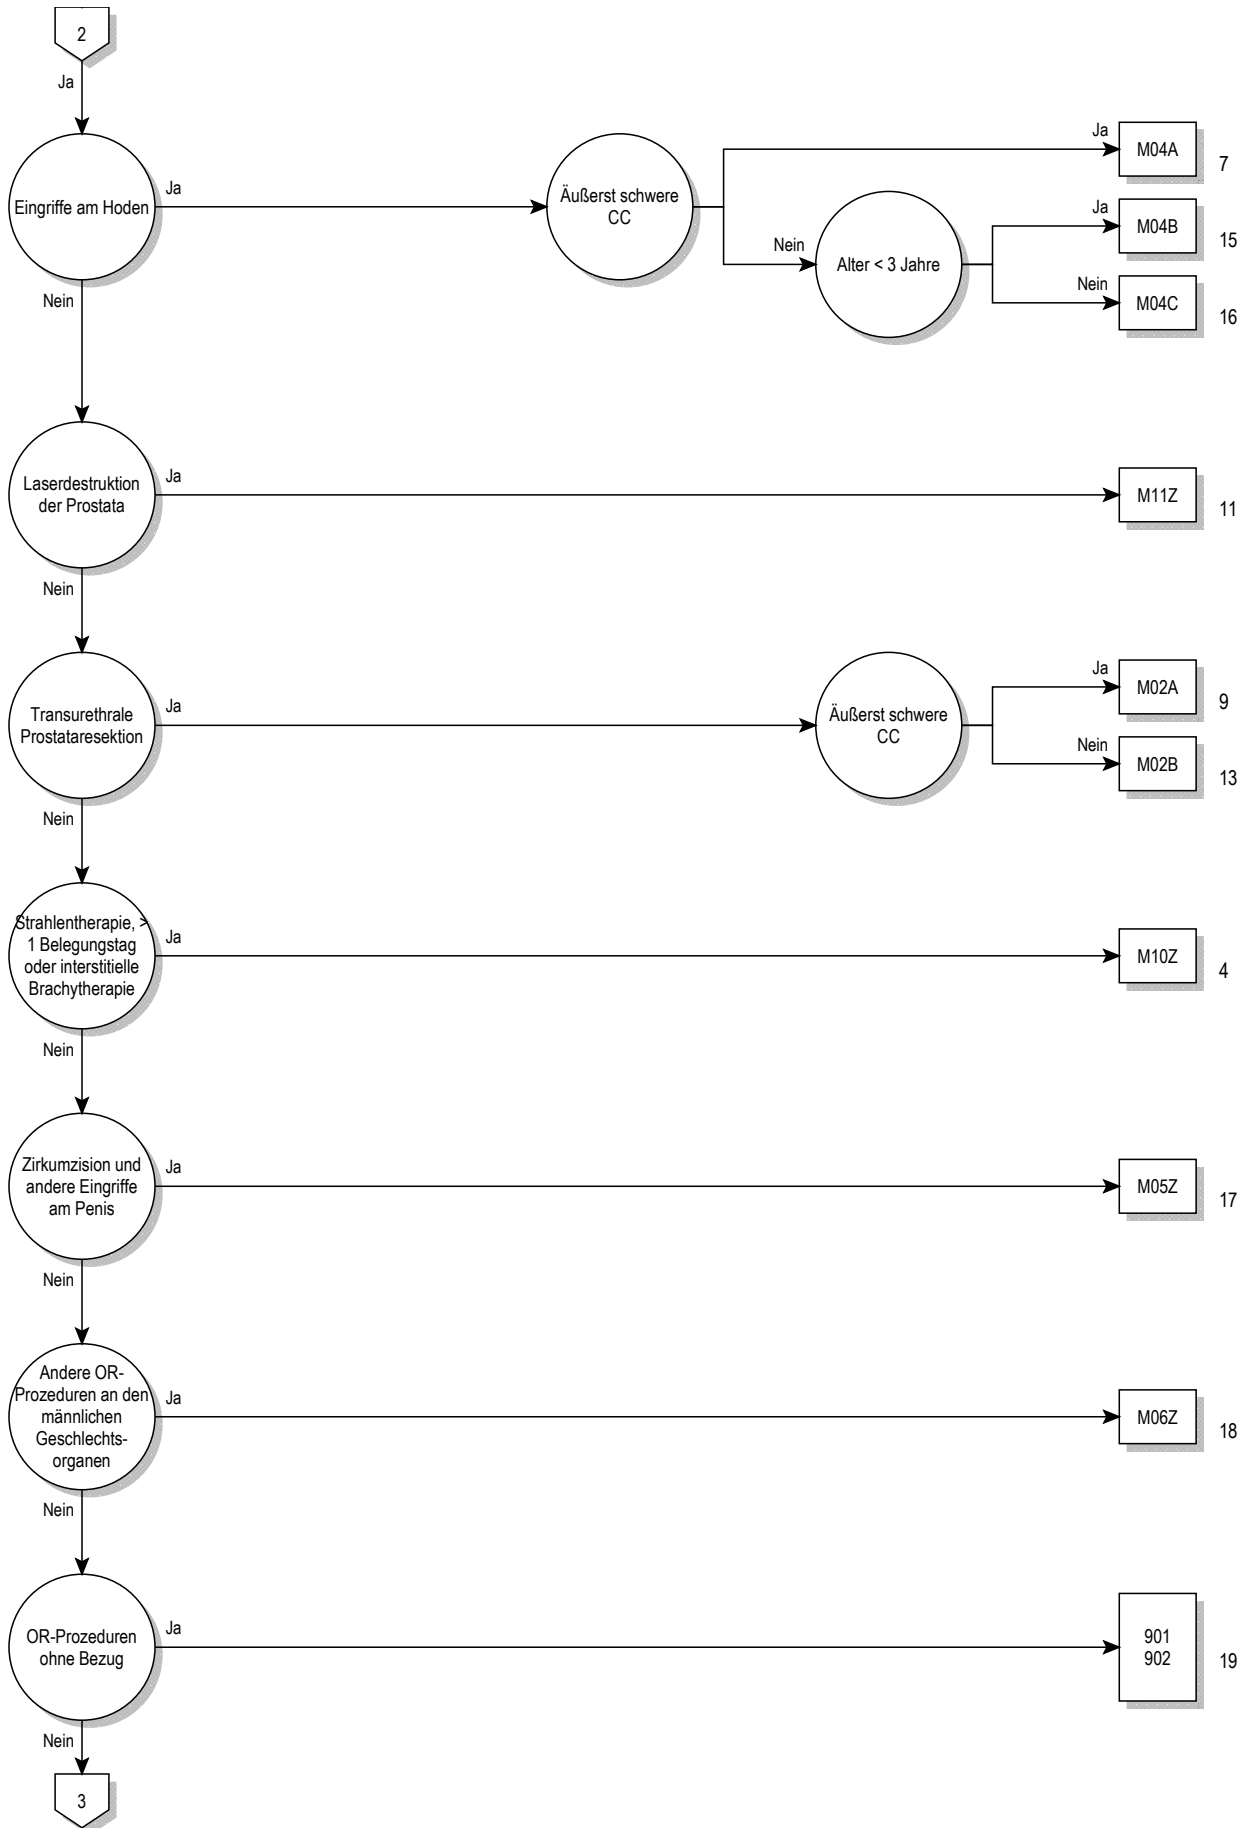 2
Ja
Eingriffe am Hoden
Ja
Äußerst schwere
CC
Ja
M04A
7
Nein
Alter < 3 Jahre
Ja
M04B
15
Nein
M04C
16
Nein
Laserdestruktion
der Prostata
Ja
M11Z
11
Nein
Transurethrale
Prostataresektion
Ja
Äußerst schwere
CC
Ja
M02A
9
Nein
M02B
13
Nein
Strahlentherapie, >
1 Belegungstag
oder interstitielle
Brachytherapie
Ja
M10Z
4
Nein
Zirkumzision und
andere Eingriffe
am Penis
Ja
M05Z
17
Nein
Andere OR-
Prozeduren an den
männlichen
Geschlechts-
organen
Ja
M06Z
18
Nein
OR-Prozeduren
ohne Bezug
Ja
901
902
19
Nein
3